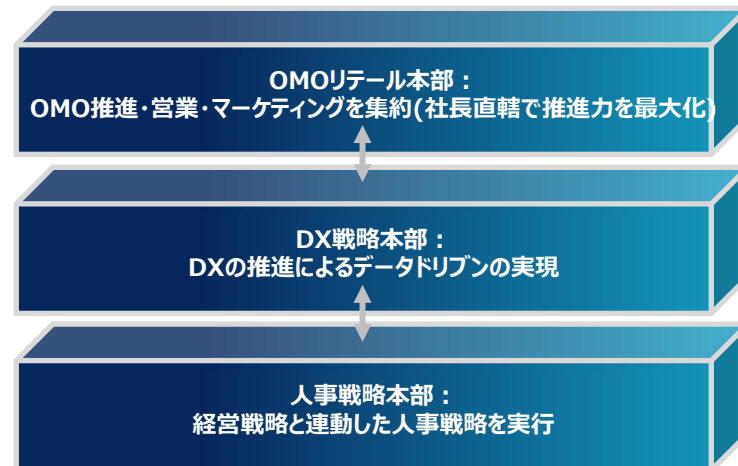 OMOリテール本部：
OMO推進・営業・マーケティングを集約(社長直轄で推進力を最大化)
DX戦略本部：
DXの推進によるデータドリブンの実現
人事戦略本部：
経営戦略と連動した人事戦略を実行